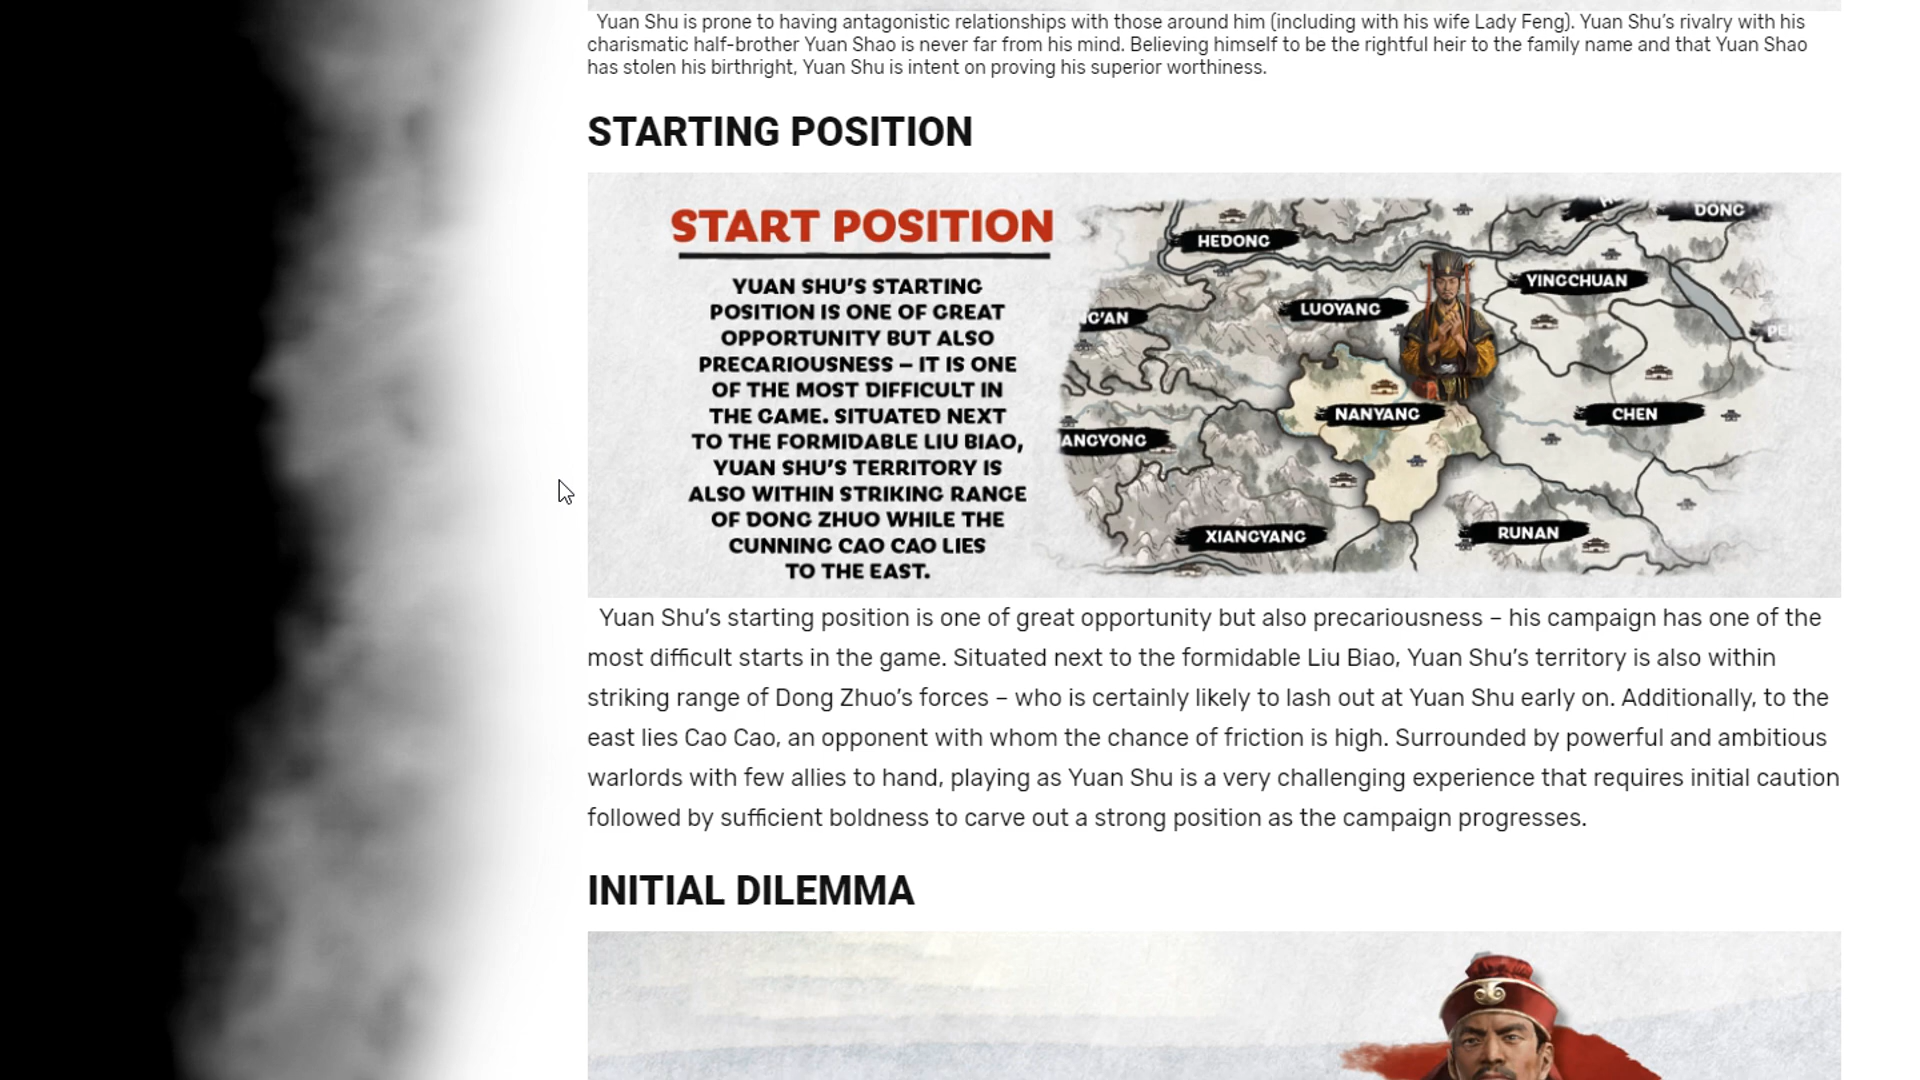 Yuan Shu is prone to having antagonistic relationships with those around him (including with his wife Lady Feng). Yuan Shu’s rivalry with his
charismatic half-brother Yuan Shao is never far from his mind. Believing himself to be the rightful heir to the family name and that Yuan Shao
has stolen his birthright, Yuan Shu is intent on proving his superior worthiness.
STARTING POSITION
START POSITION
YUAN SHU’S STARTING
POSITION IS ONE OF GREAT
OPPORTUNITY BUT ALSO
PRECARIOUSNESS – IT IS ONE
OF THE MOST DIFFICULT IN
THE GAME. SITUATED NEXT
TO THE FORMIDABLE LIU BIAO,
YUAN SHU’S TERRITORY IS
ALSO WITHIN STRIKING RANGE
OF DONG ZHUO WHILE THE
CUNNING CAO CAO LIES
TO THE EAST.
DONG
HEDONG
YINGCHUAN
LUOYANG
G’AN
PEN
NANYANG
CHEN
ANGYONG
XIANGYANG
RUNAN
Yuan Shu’s starting position is one of great opportunity but also precariousness – his campaign has one of the
most difficult starts in the game. Situated next to the formidable Liu Biao, Yuan Shu’s territory is also within
striking range of Dong Zhuo’s forces – who is certainly likely to lash out at Yuan Shu early on. Additionally, to the
east lies Cao Cao, an opponent with whom the chance of friction is high. Surrounded by powerful and ambitious
warlords with few allies to hand, playing as Yuan Shu is a very challenging experience that requires initial caution
followed by sufficient boldness to carve out a strong position as the campaign progresses.
INITIAL DILEMMA